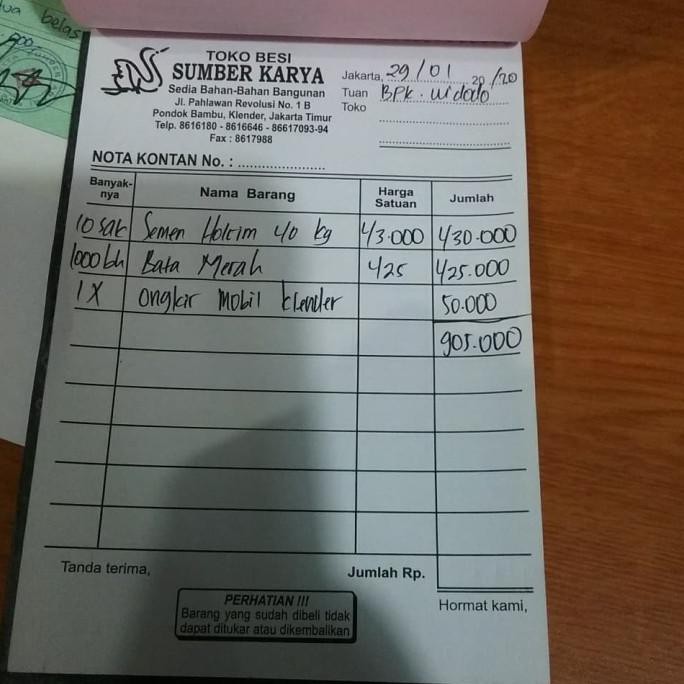 ua belas
TOKO BESI
SUMBER KARYA
Sedia Bahan-Bahan Bangunan
Jl. Pahlawan Revolusi No. 1 B
Pondok Bambu, Klender, Jakarta Timur
Telp. 8616180 - 8616646 - 86617093-94
Fax : 8617988
Jakarta, 29/01 20/20
Tuan BPK. Widodo
Toko
NOTA KONTAN No. :
Banyak-nya Nama Barang Harga Satuan Jumlah
10 sak Semen Holcim 40 kg 43.000 430.000
1000 bh Bata Merah 425 425.000
1 X ongkir mobil klender 50.000
905.000
Tanda terima, Jumlah Rp.
Hormat kami,
PERHATIAN !!!
Barang yang sudah dibeli tidak
dapat ditukar atau dikembalikan